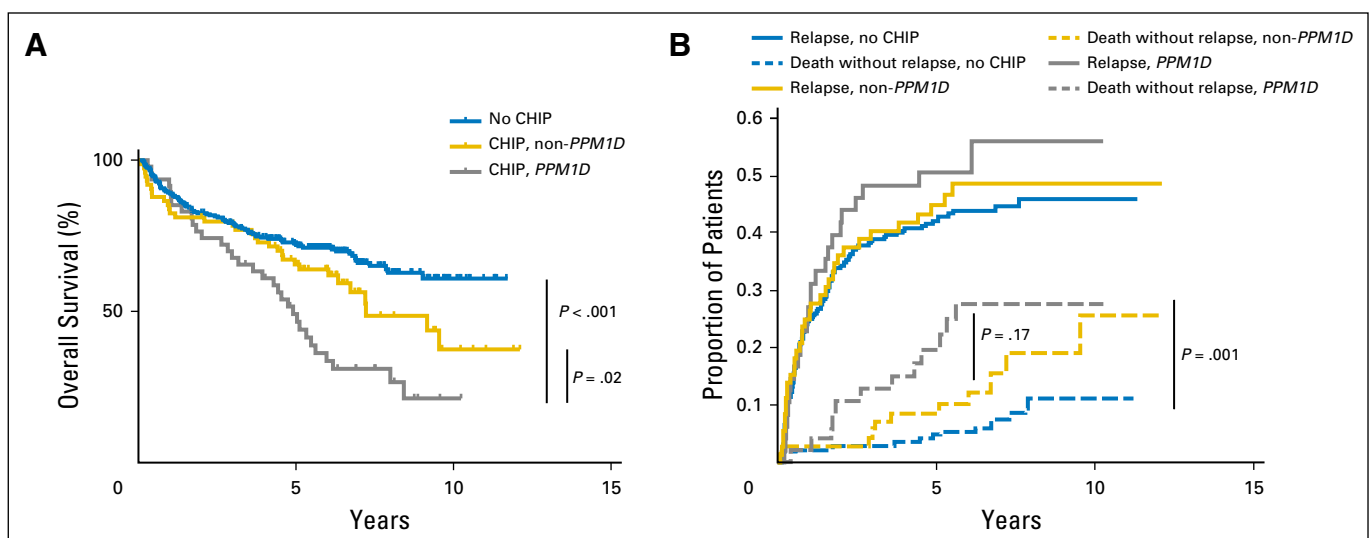 A
No CHIP
CHIP, non-PPM1D
CHIP, PPM1D
100
50
Overall Survival (%)
P < .001
P = .02
0
5
10
15
Years
B
Relapse, no CHIP
Death without relapse, no CHIP
Relapse, non-PPM1D
Death without relapse, non-PPM1D
Relapse, PPM1D
Death without relapse, PPM1D
0.6
0.5
0.4
0.3
0.2
0.1
Proportion of Patients
P = .17
P = .001
0
5
10
15
Years